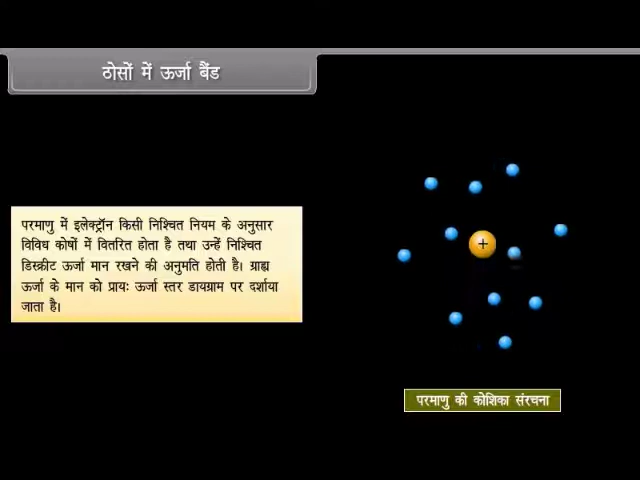 ठोसों में ऊर्जा बैंड
परमाणु में इलेक्ट्रॉन किसी निश्चित नियम के अनुसार
विविध कोषों में वितरित होता है तथा उन्हें निश्चित
डिस्क्रीट ऊर्जा मान रखने की अनुमति होती है। ग्राह्य
ऊर्जा के मान को प्रायः ऊर्जा स्तर डायग्राम पर दर्शाया
जाता है।
+
परमाणु की कोशिका संरचना